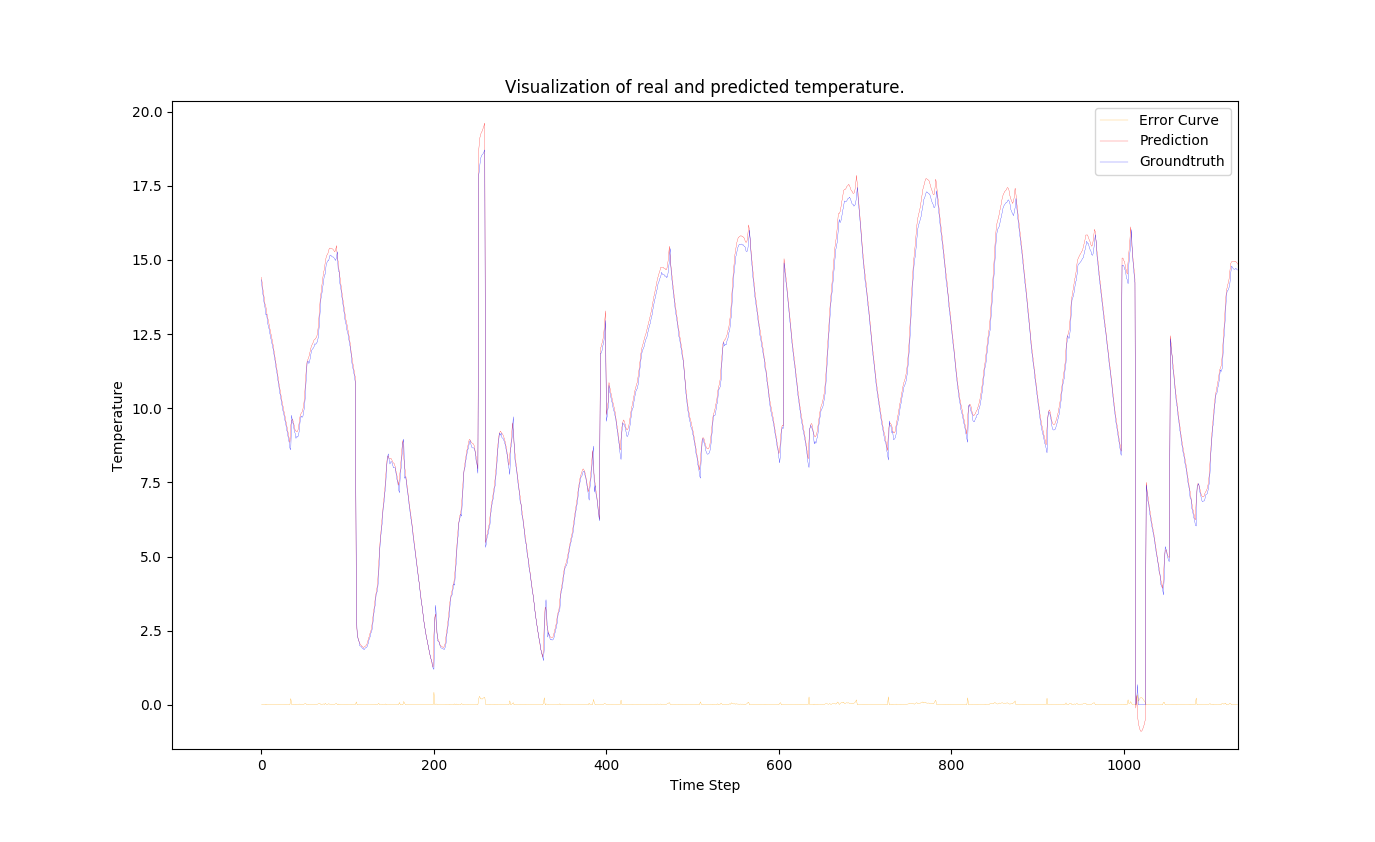 Visualization of real and predicted temperature.
Error Curve
Prediction
Groundtruth
20.0
17.5
15.0
12.5
10.0
7.5
5.0
2.5
0.0
Temperature
0 200 400 600 800 1000
Time Step